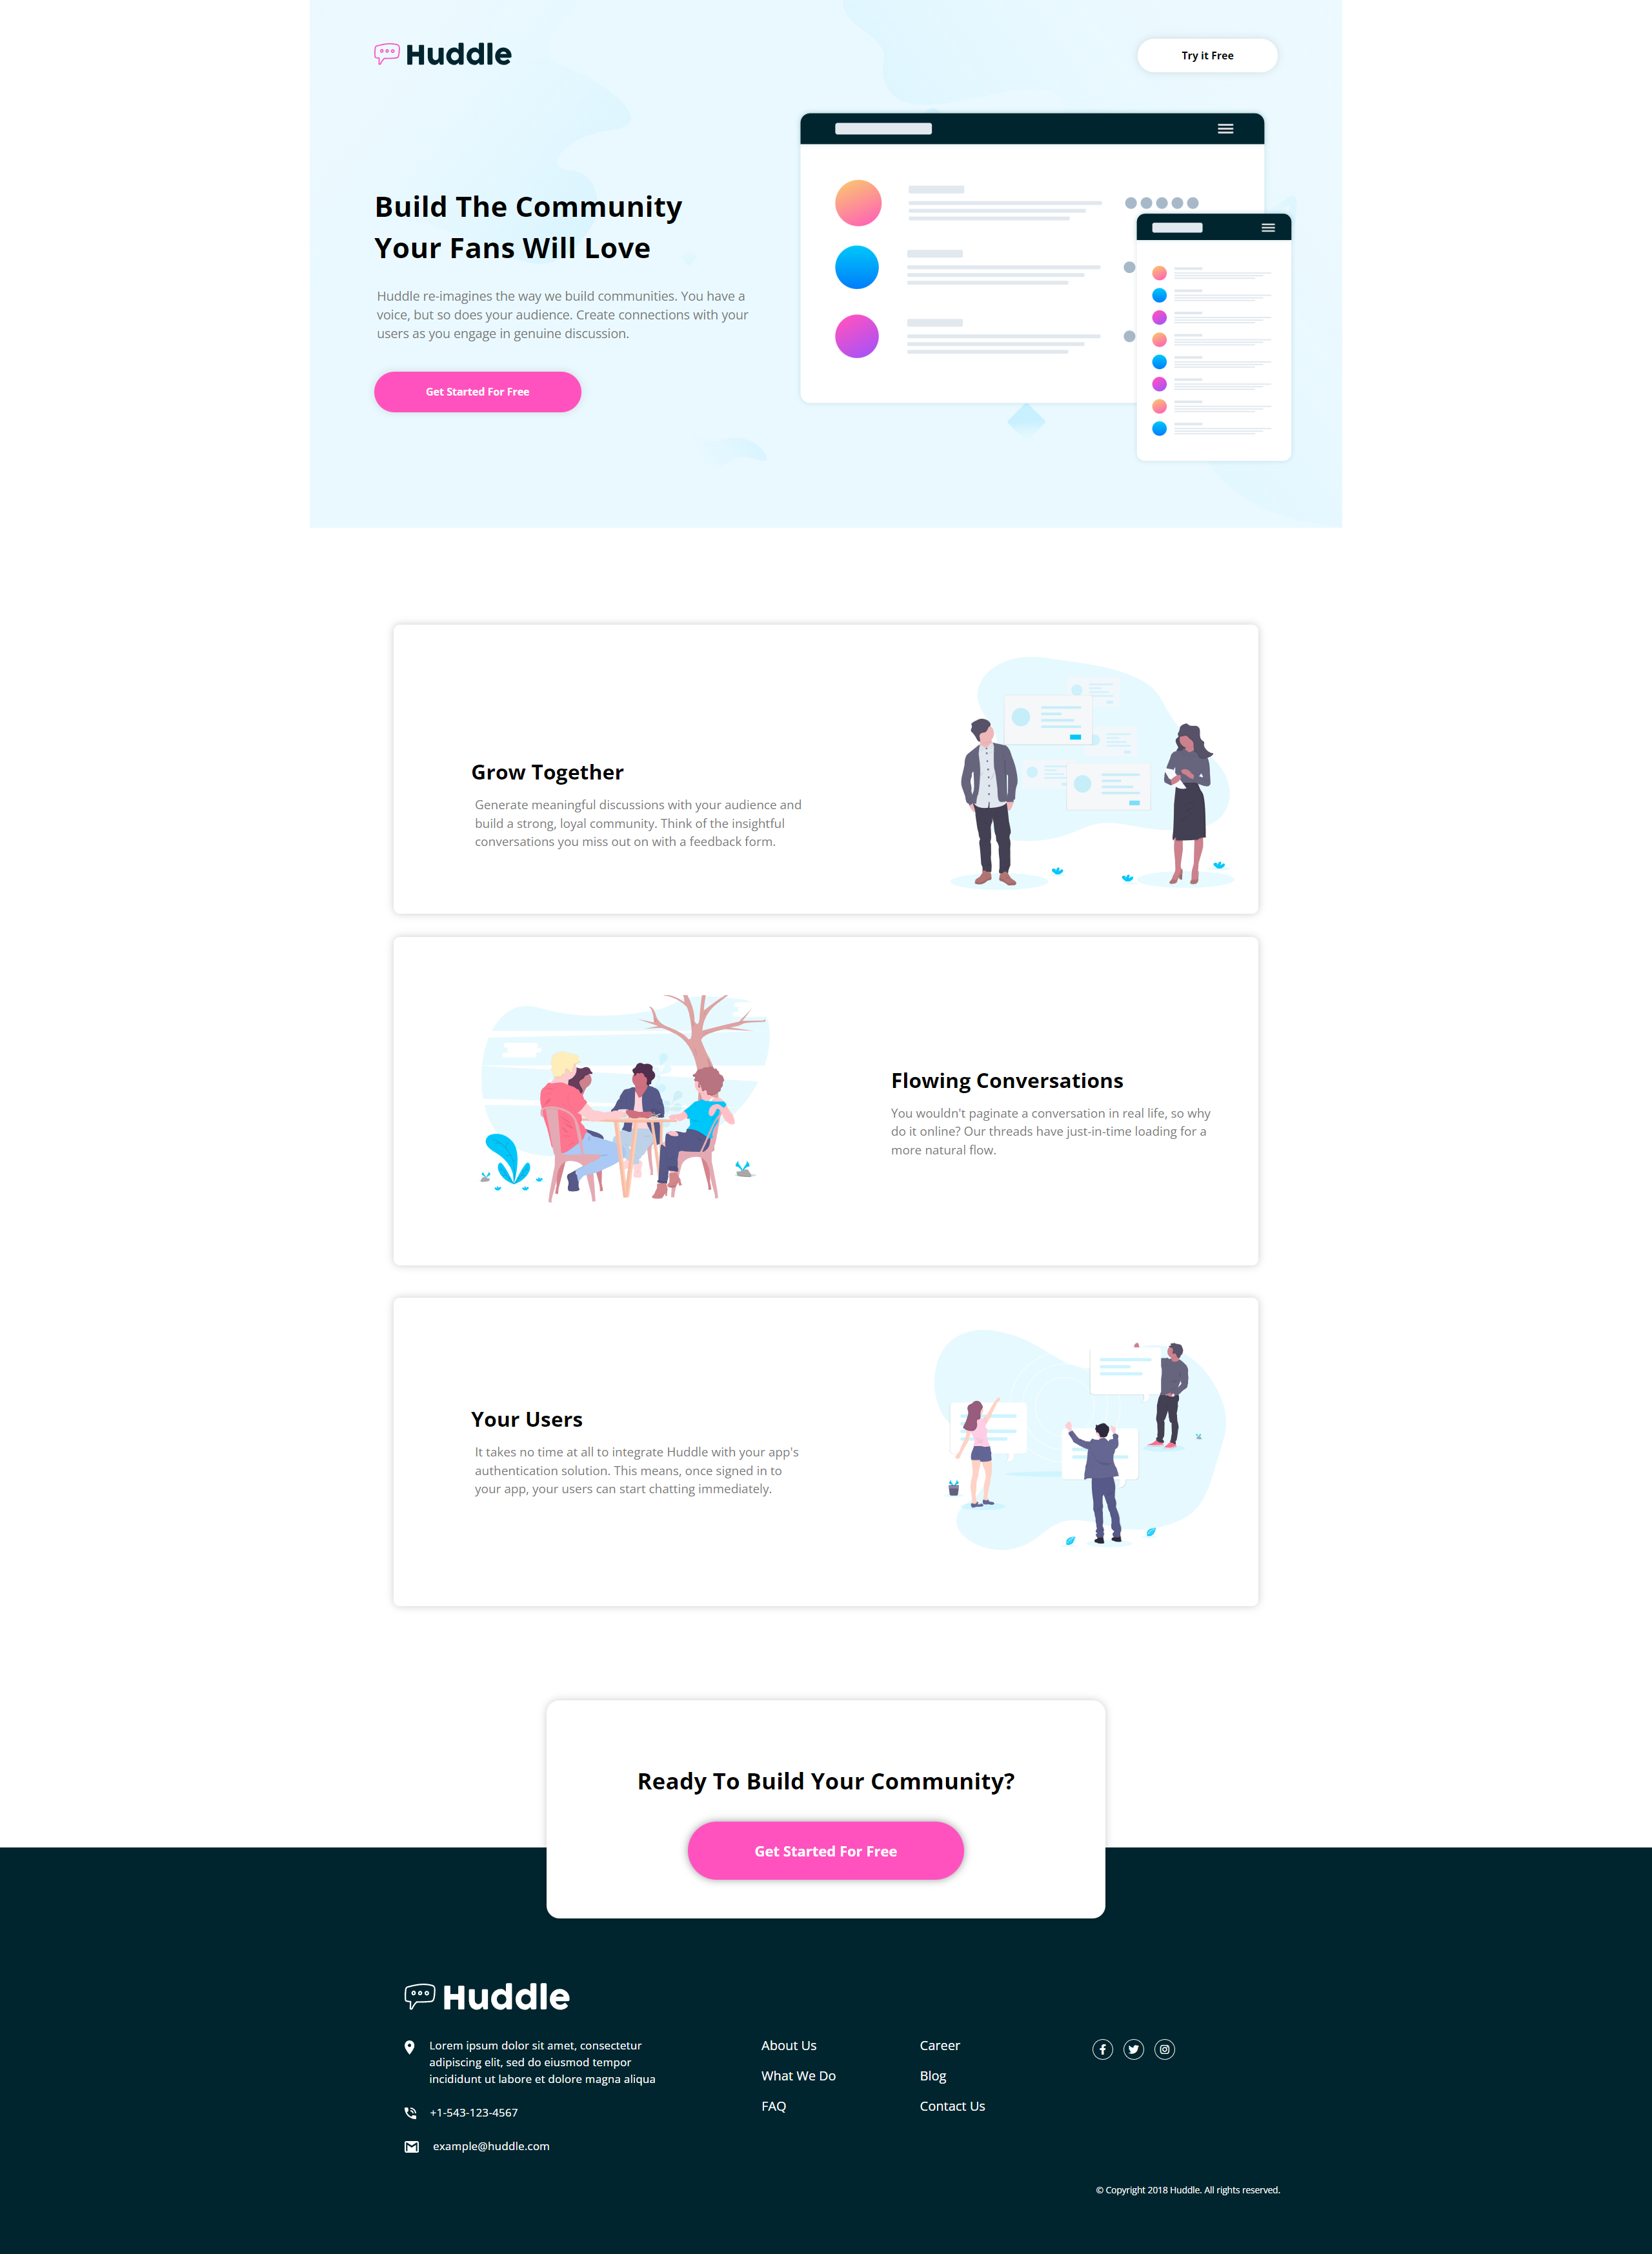 Huddle
Try it Free
Build The Community
Your Fans Will Love
Huddle re-imagines the way we build communities. You have a
voice, but so does your audience. Create connections with your
users as you engage in genuine discussion.
Get Started For Free
Grow Together
Generate meaningful discussions with your audience and
build a strong, loyal community. Think of the insightful
conversations you miss out on with a feedback form.
Flowing Conversations
You wouldn't paginate a conversation in real life, so why
do it online? Our threads have just-in-time loading for a
more natural flow.
Your Users
It takes no time at all to integrate Huddle with your app's
authentication solution. This means, once signed in to
your app, your users can start chatting immediately.
Ready To Build Your Community?
Get Started For Free
Huddle
Lorem ipsum dolor sit amet, consectetur
adipiscing elit, sed do eiusmod tempor
incididunt ut labore et dolore magna aliqua
+1-543-123-4567
example@huddle.com
About Us
What We Do
FAQ
Career
Blog
Contact Us
© Copyright 2018 Huddle. All rights reserved.